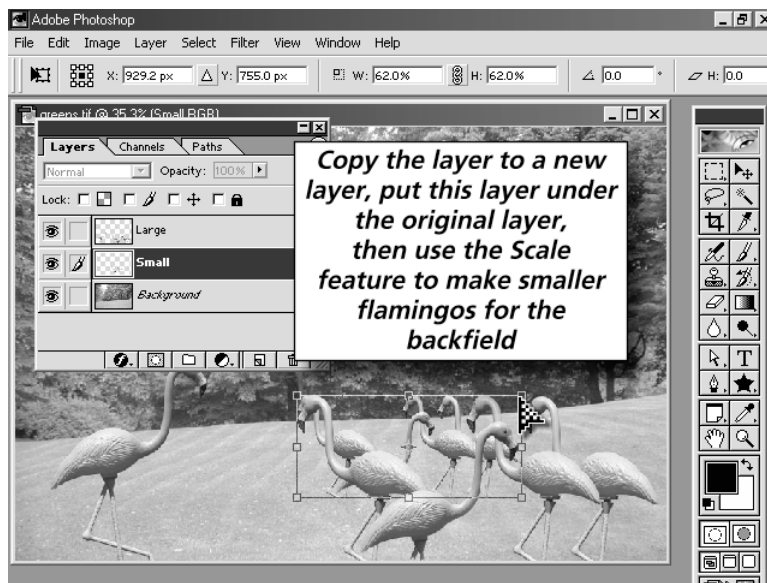 Adobe Photoshop
File Edit Image Layer Select Filter View Window Help
X: 929.2 px Y: 755.0 px W: 62.0% H: 62.0% 0.0 ° H: 0.0
greens.tif @ 35.3% (Small RGB)
Layers Channels Paths
Normal Opacity: 100%
Lock:
Large
Small
Background
Copy the layer to a new
layer, put this layer under
the original layer,
then use the Scale
feature to make smaller
flamingos for the
backfield